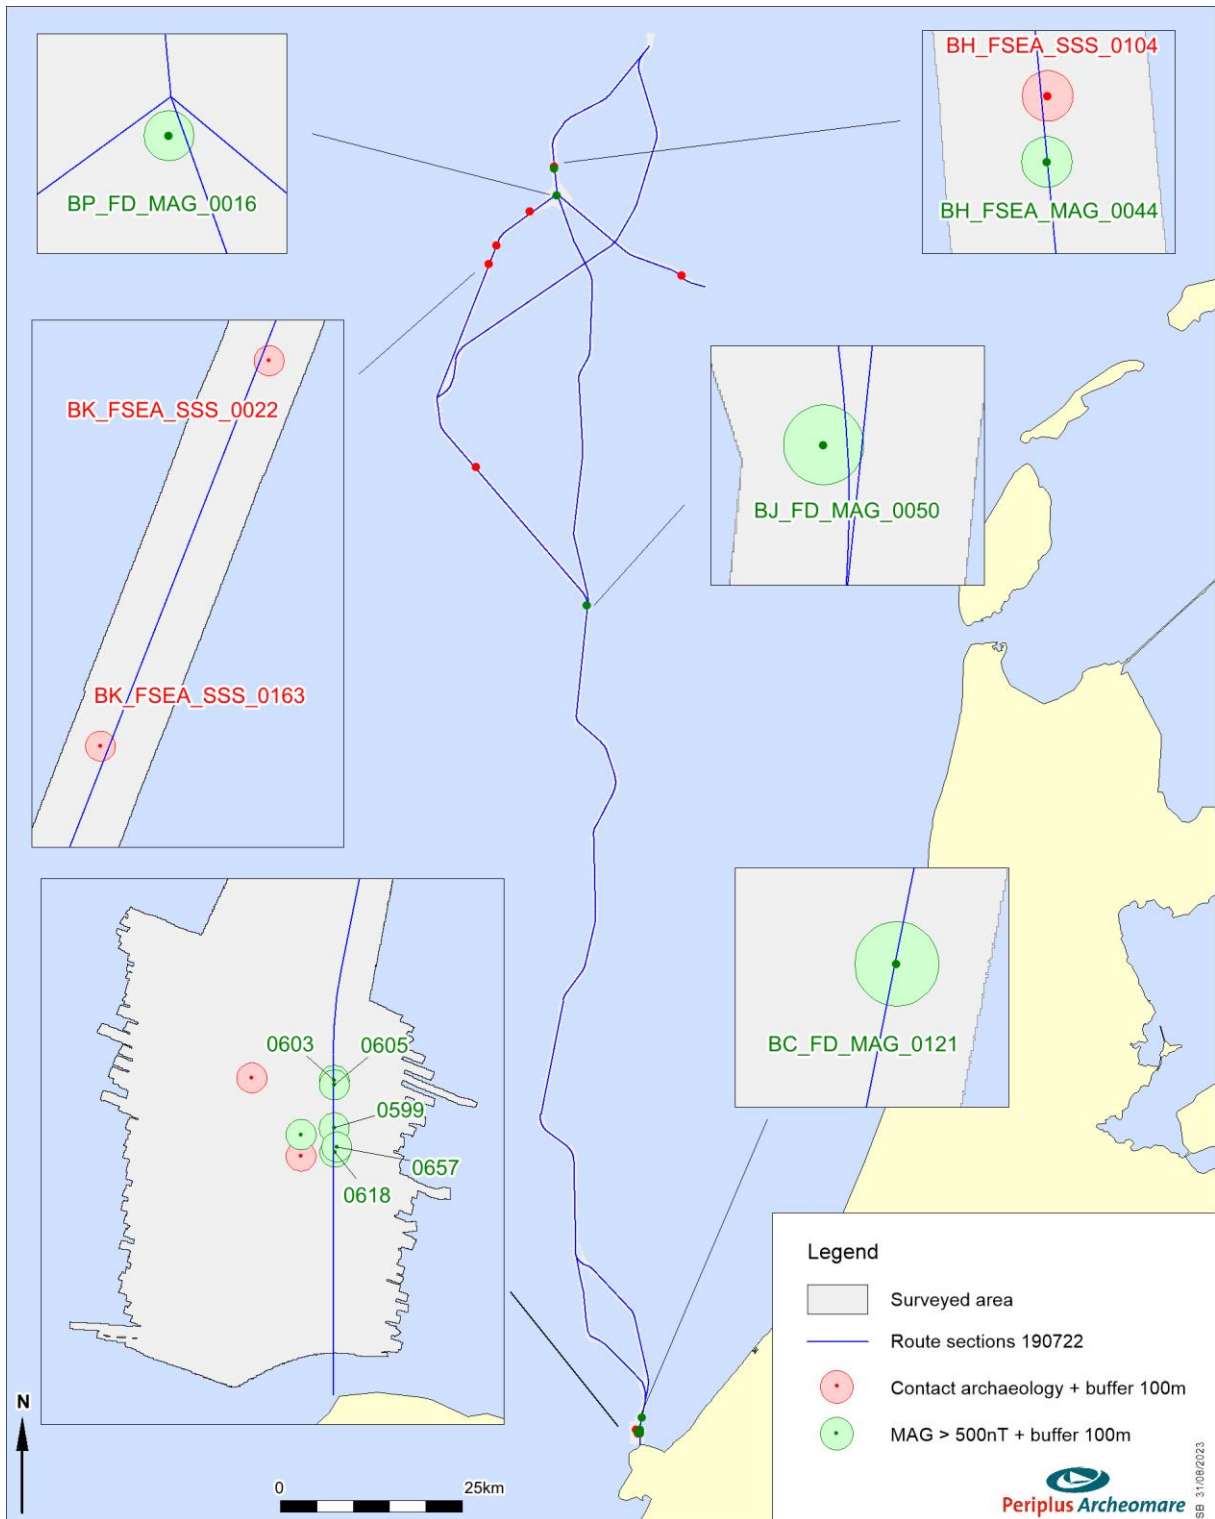 BH_FSEA_SSS_0104
BP_FD_MAG_0016
BH_FSEA_MAG_0044
BK_FSEA_SSS_0022
BJ_FD_MAG_0050
BK_FSEA_SSS_0163
BC_FD_MAG_0121
0603
0605
0599
0657
0618
Legend
Surveyed area
Route sections 190722
Contact archaeology + buffer 100m
MAG > 500nT + buffer 100m
N
0
25km
Periplus Archeomare
SB 31/08/2023